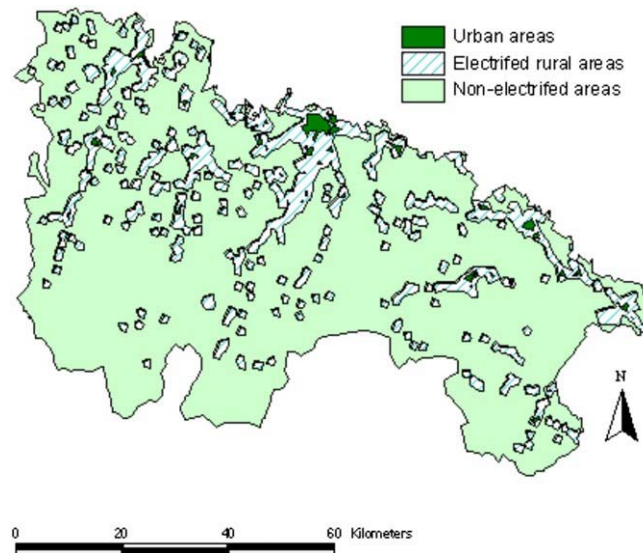 Urban areas
Electrifed rural areas
Non-electrifed areas
N
0 20 40 60 Kilometers